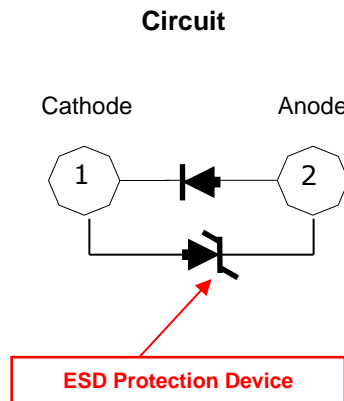 Circuit
Cathode
Anode
1
2
ESD Protection Device